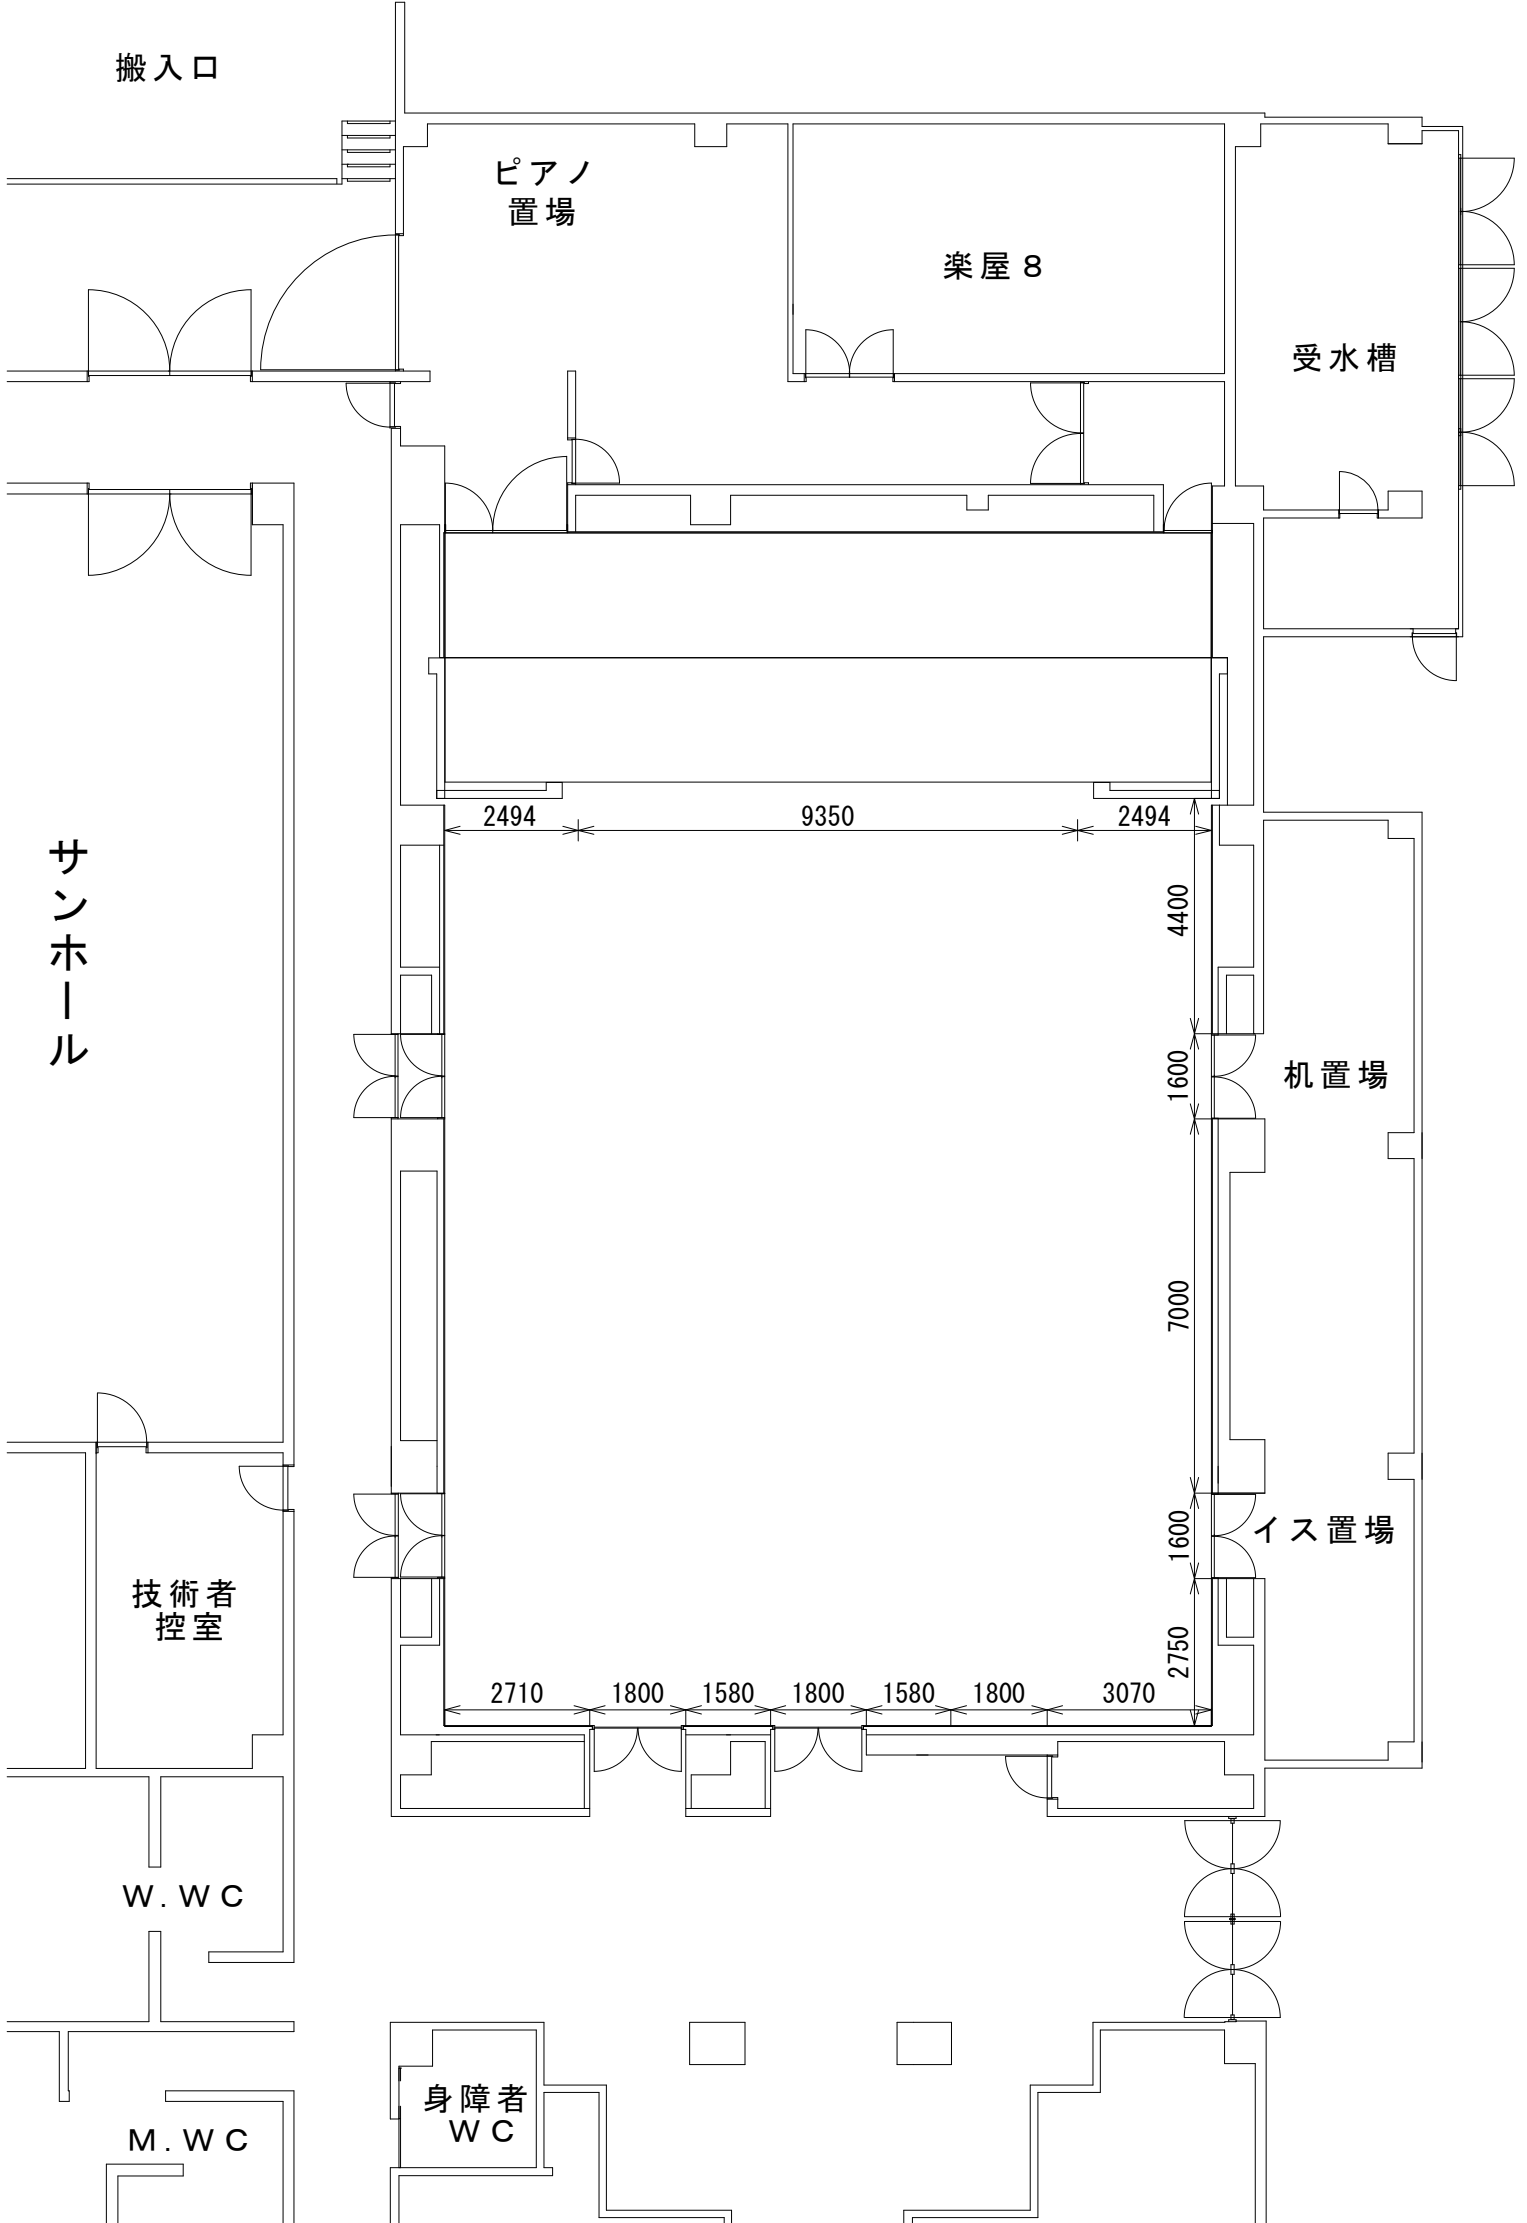 搬入口
ピアノ
置場
楽屋８
受水槽
サンホール
2494
9350
2494
4400
1600
机置場
7000
1600
イス置場
2750
技術者
控室
2710
1800
1580
1800
1580
1800
3070
W.WC
身障者
WC
M.WC